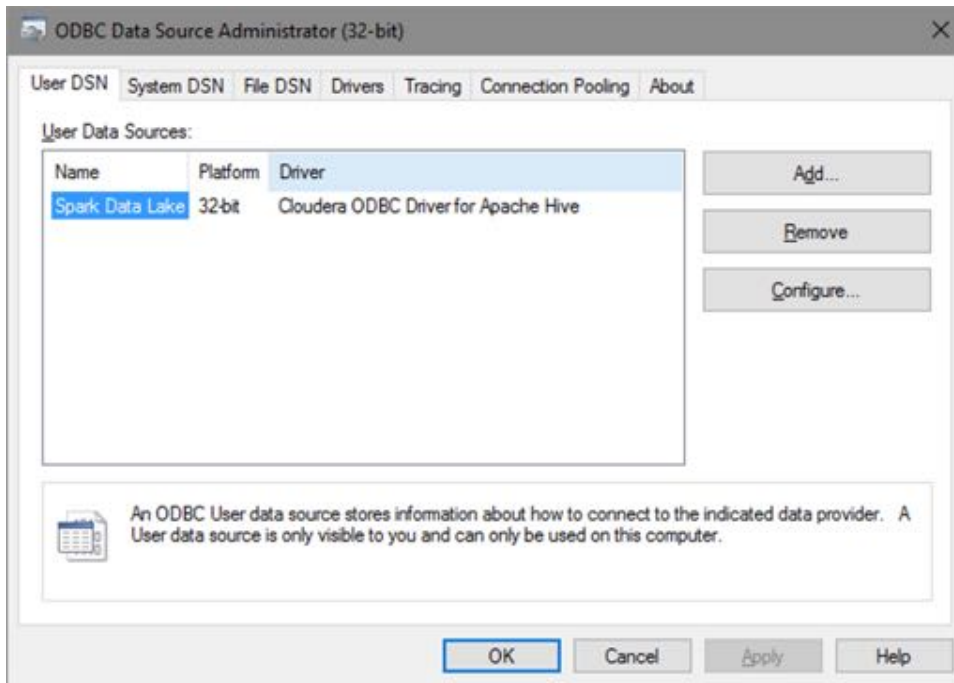 ODBC Data Source Administrator (32-bit)
User DSN System DSN File DSN Drivers Tracing Connection Pooling About
User Data Sources:
Name Platform Driver
Spark Data Lake 32-bit Cloudera ODBC Driver for Apache Hive
Add...
Remove
Configure...
An ODBC User data source stores information about how to connect to the indicated data provider. A
User data source is only visible to you and can only be used on this computer.
OK Cancel Apply Help